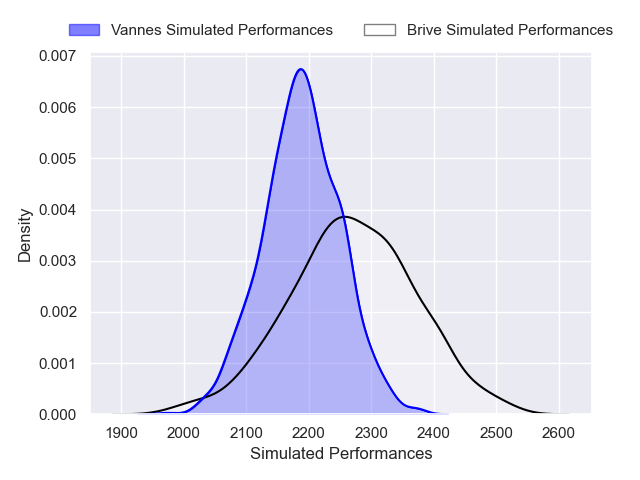 Vannes Simulated Performances
Brive Simulated Performances
0.007
0.006
0.005
0.004
0.003
0.002
0.001
0.000
Density
1900 2000 2100 2200 2300 2400 2500 2600
Simulated Performances